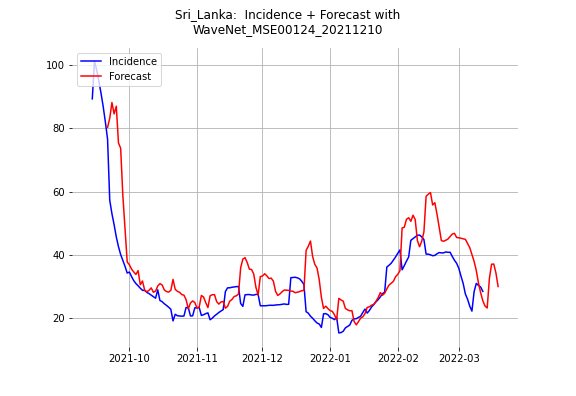 Sri_Lanka:  Incidence + Forecast with
WaveNet_MSE00124_20211210
Incidence
Forecast
100
80
60
40
20
2021-10
2021-11
2021-12
2022-01
2022-02
2022-03